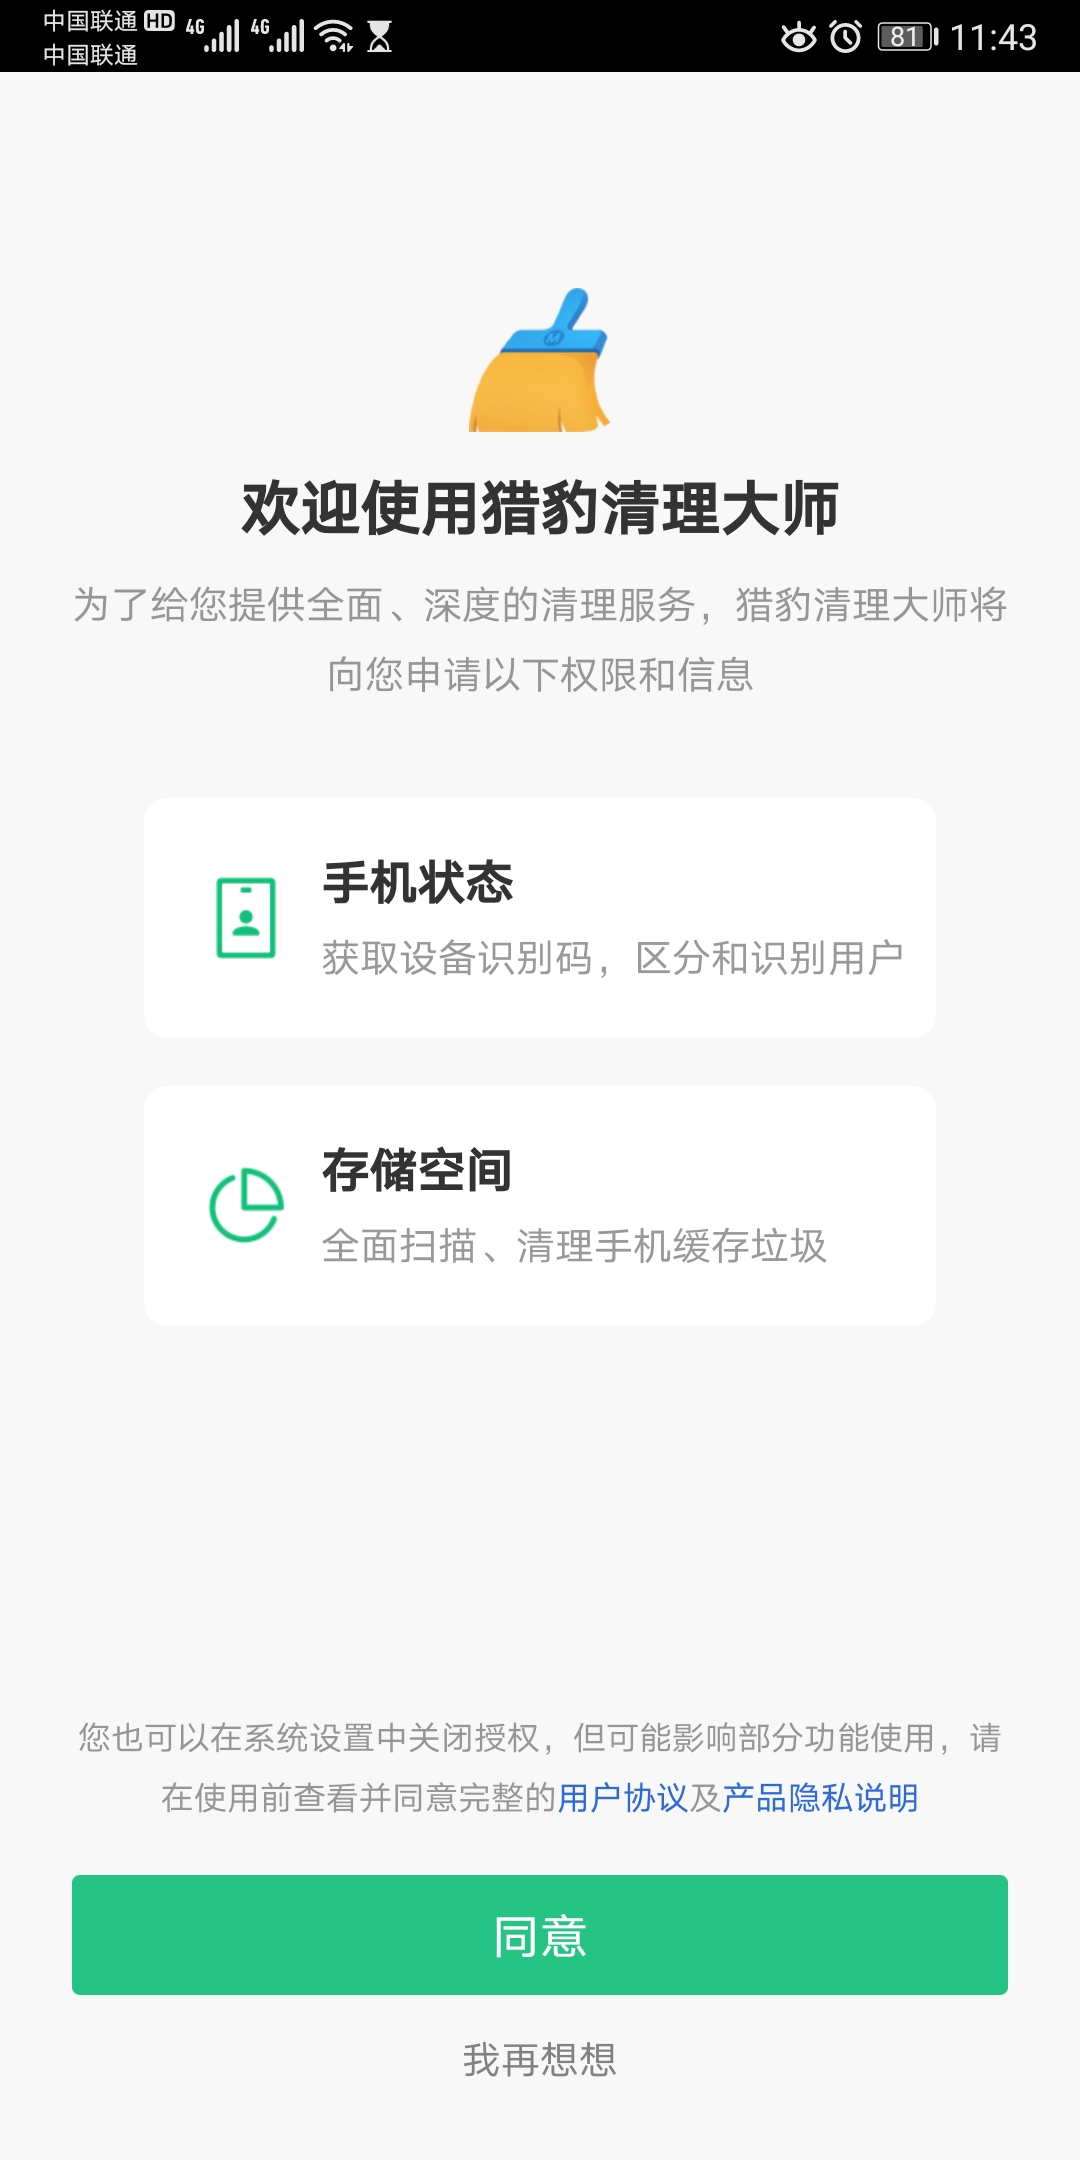 中国联通 HD 4G 4G 81 11:43
中国联通
欢迎使用猎豹清理大师
为了给您提供全面、深度的清理服务，猎豹清理大师将
向您申请以下权限和信息
手机状态
获取设备识别码，区分和识别用户
存储空间
全面扫描、清理手机缓存垃圾
您也可以在系统设置中关闭授权，但可能影响部分功能使用，请
在使用前查看并同意完整的用户协议及产品隐私说明
同意
我再想想